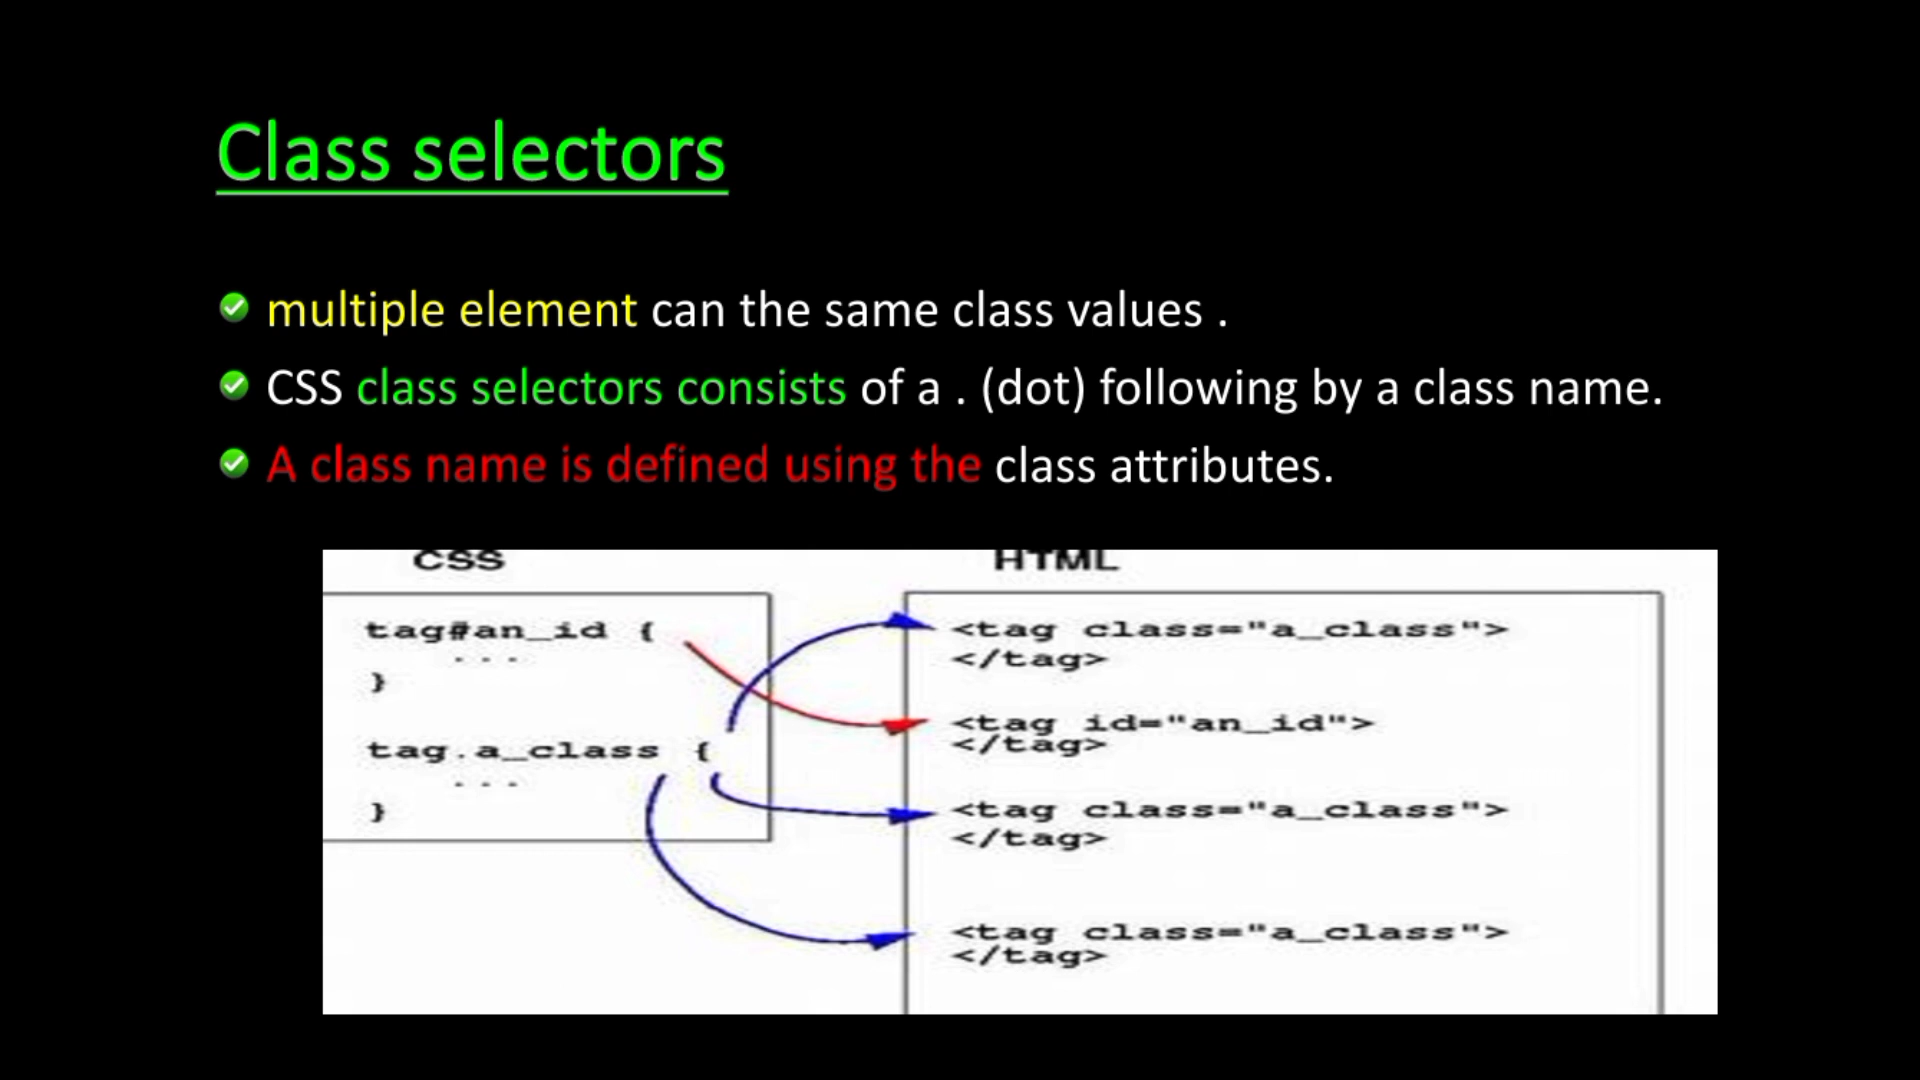 Class selectors
multiple element can the same class values .
CSS class selectors consists of a . (dot) following by a class name.
A class name is defined using the class attributes.
CSS
HTML
tag#an_id {
...
}
tag.a_class {
...
}
<tag class="a_class">
</tag>
<tag id="an_id">
</tag>
<tag class="a_class">
</tag>
<tag class="a_class">
</tag>